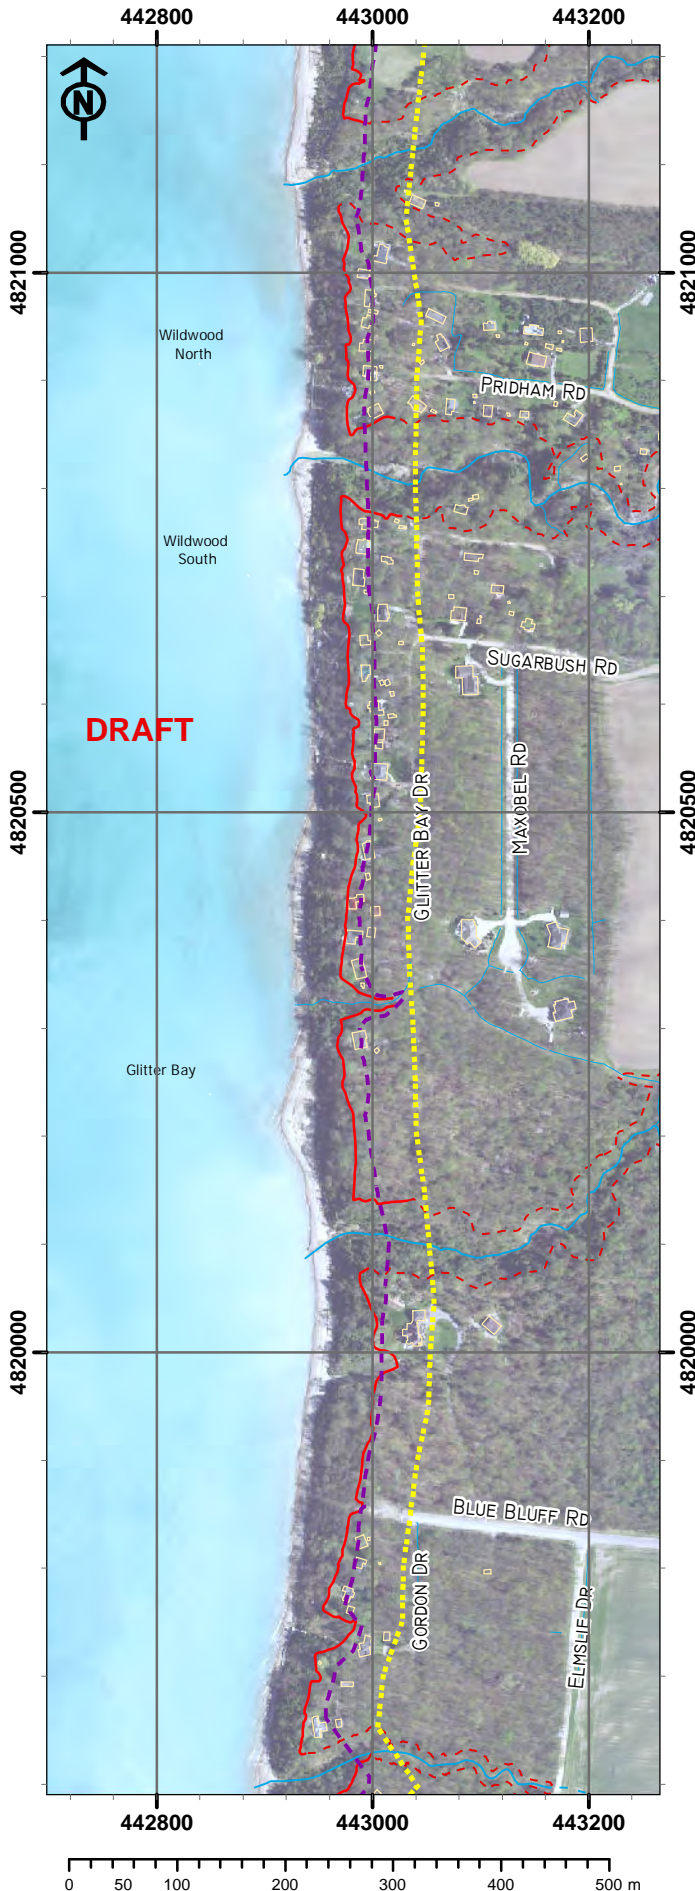 442800 443000 443200
N
4821000 4821000
Wildwood
North
PRIDHAM RD
Wildwood
South
SUGARBUSH RD
DRAFT
MAXOBEL RD
GLITTER BAY DR
4820500 4820500
Glitter Bay
4820000 4820000
BLUE BLUFF RD
GORDON DR
ELMSLIE DR
442800 443000 443200
0 50 100 200 300 400 500 m